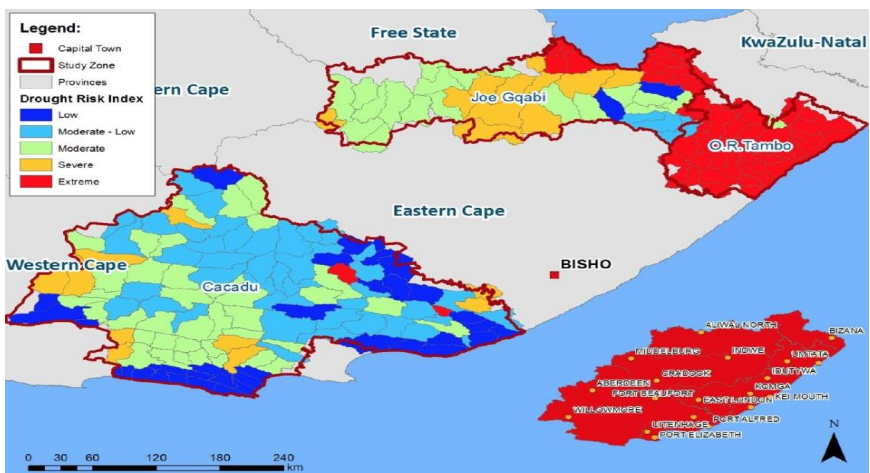 Legend:
Capital Town
Study Zone
Provinces
Drought Risk Index
Low
Moderate - Low
Moderate
Severe
Extreme
Free State
KwaZulu-Natal
ern Cape
Joe Gqabi
O.R.Tambo
Eastern Cape
Western Cape
Cacadu
BISHO
ALIWAL NORTH
BIZANA
MIDDELBURG
INDWE
UMTATA
CRADOCK
IDUTYWA
ABERDEEN
KOMGA
FORT BEAUFORT
KEI MOUTH
EAST LONDON
WILLOWMORE
PORT ALFRED
UITENHAGE
PORT ELIZABETH
N
0 30 60 120 180 240
km